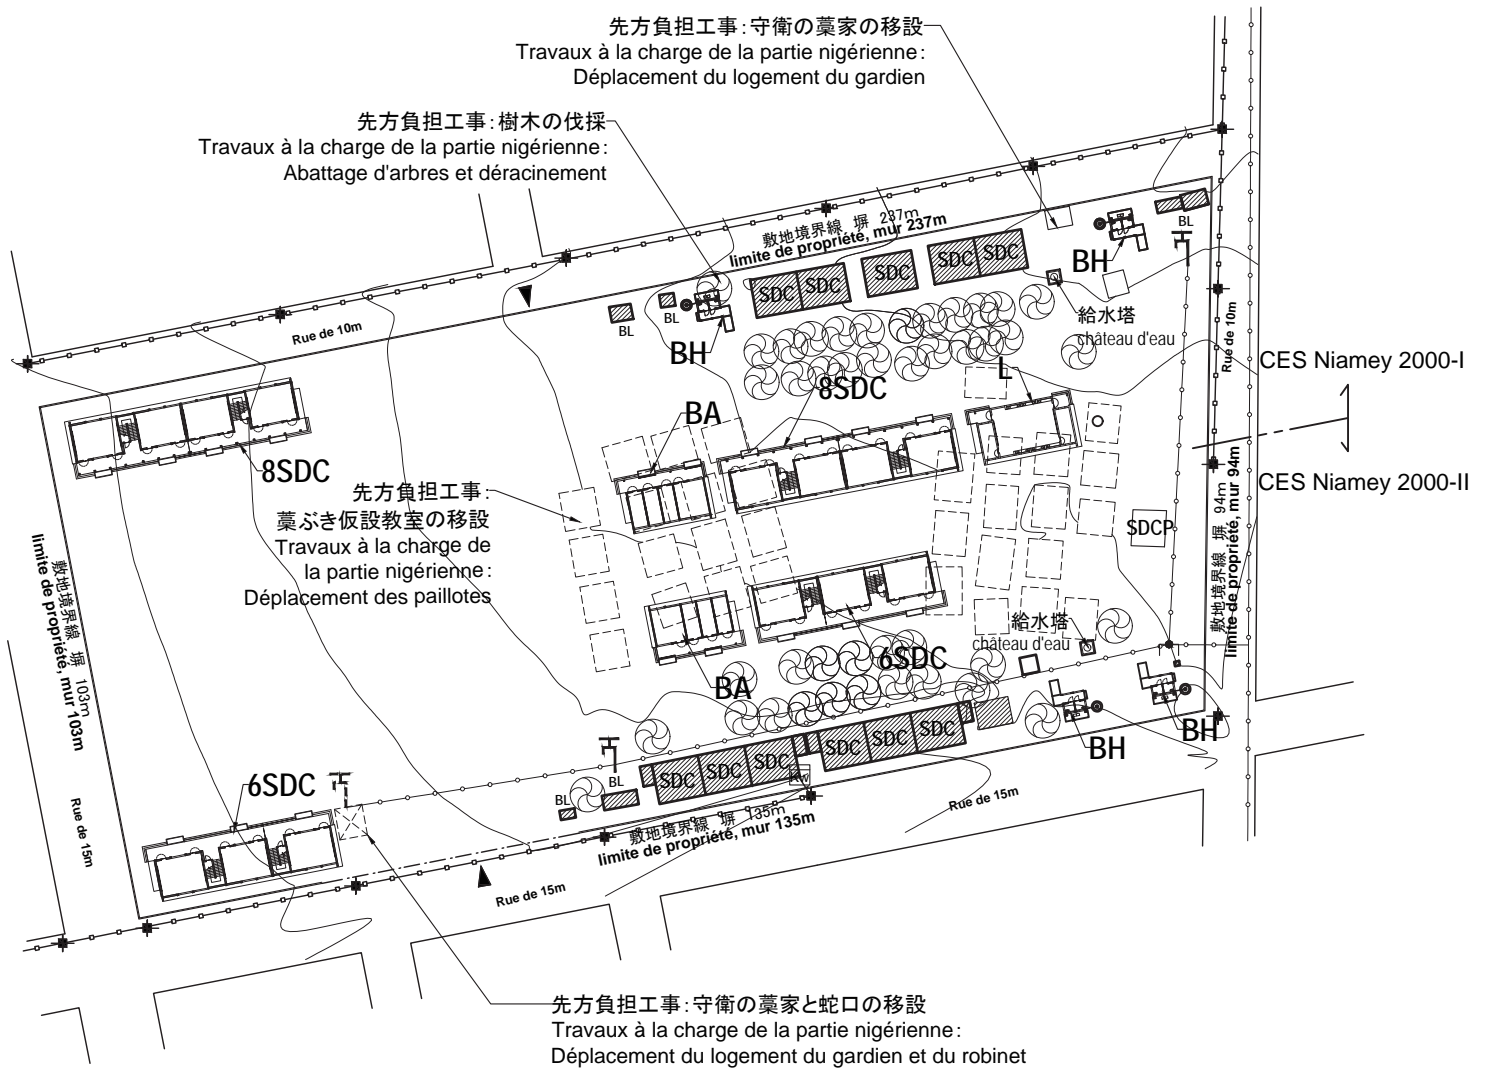 先方負担工事:守衛の藁家の移設
Travaux à la charge de la partie nigérienne:
Déplacement du logement du gardien
先方負担工事:樹木の伐採
Travaux à la charge de la partie nigérienne:
Abattage d'arbres et déracinement
敷地境界線 塀 237m
limite de propriété, mur 237m
BL
BH
SDC
SDC
SDC
SDC
SDC
BL
BL
BH
給水塔
château d'eau
Rue de 10m
Rue de 10m
CES Niamey 2000-I
CES Niamey 2000-II
L
8SDC
BA
8SDC
先方負担工事:
藁ぶき仮設教室の移設
Travaux à la charge de
la partie nigérienne:
Déplacement des paillotes
SDCP
敷地境界線 塀 94m
limite de propriété, mur 94m
敷地境界線 塀 103m
limite de propriété, mur 103m
給水塔
château d'eau
6SDC
BA
BH
BH
SDC
SDC
SDC
SDC
SDC
SDC
BL
BL
6SDC
Rue de 15m
Rue de 15m
敷地境界線 塀 135m
limite de propriété, mur 135m
Rue de 15m
先方負担工事:守衛の藁家と蛇口の移設
Travaux à la charge de la partie nigérienne:
Déplacement du logement du gardien et du robinet